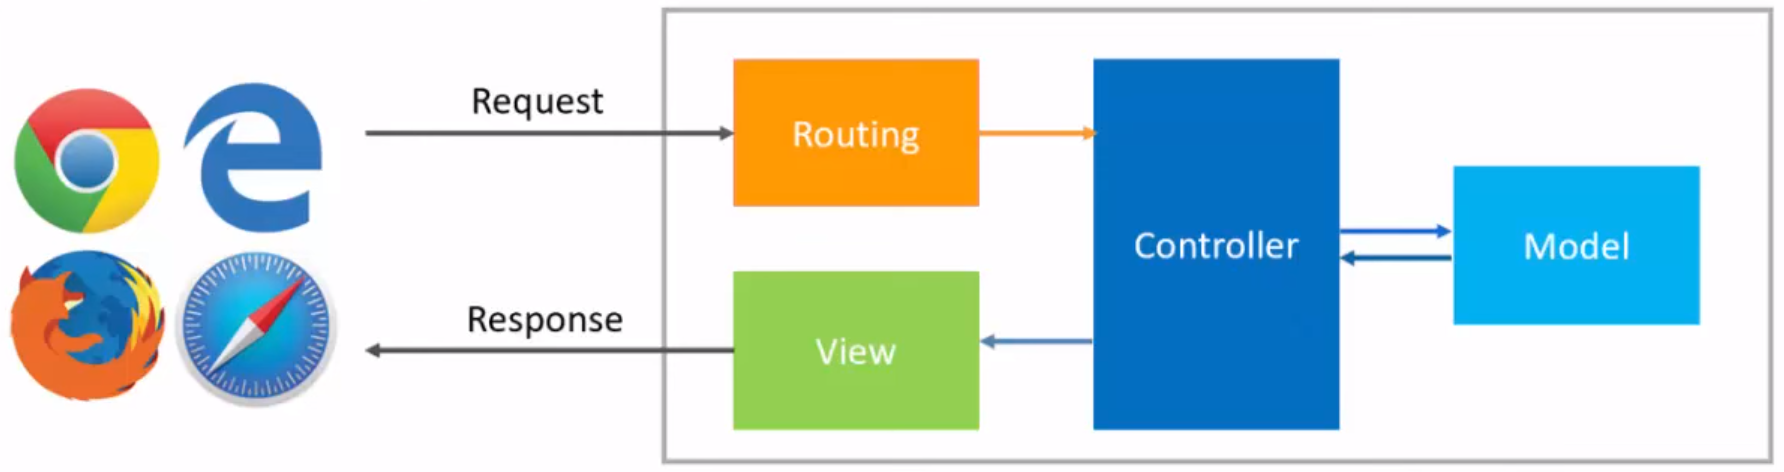 Request
Routing
Controller
Model
Response
View